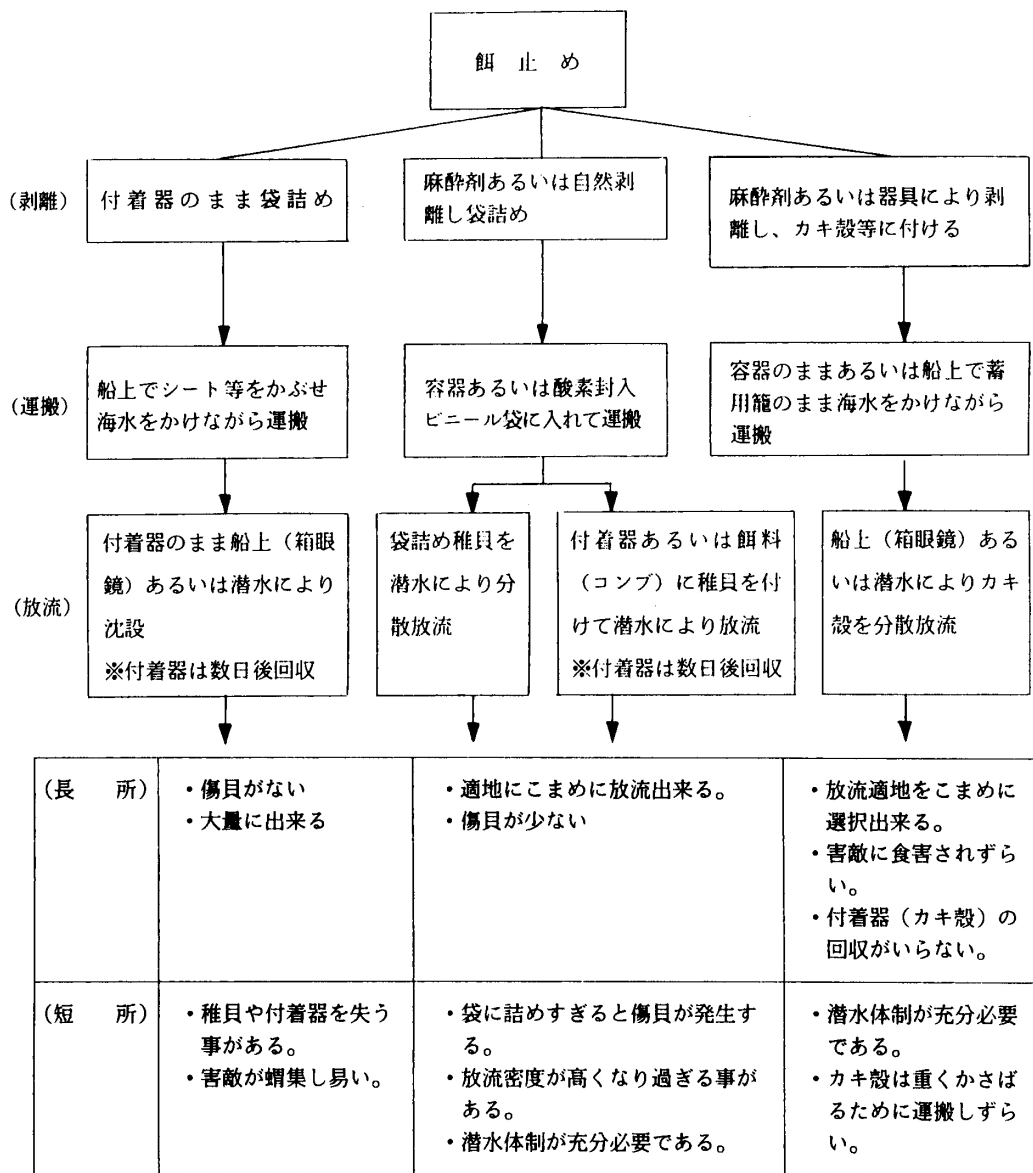 餌止め
(剥離)
付着器のまま袋詰め
麻酔剤あるいは自然剥
離し袋詰め
麻酔剤あるいは器具により剥
離し、カキ殻等に付ける
(運搬)
船上でシート等をかぶせ
海水をかけながら運搬
容器あるいは酸素封入
ビニール袋に入れて運搬
容器のままあるいは船上で蓄
用籠のまま海水をかけながら
運搬
(放流)
付着器のまま船上（箱眼
鏡）あるいは潜水により
沈設
※付着器は数日後回収
袋詰め稚貝を
潜水により分
散放流
付着器あるいは餌料
（コンブ）に稚貝を付
けて潜水により放流
※付着器は数日後回収
船上（箱眼鏡）ある
いは潜水によりカキ
殻を分散放流
(長　所)
・傷貝がない
・大量に出来る
・適地にこまめに放流出来る。
・傷貝が少ない
・放流適地をこまめに
選択出来る。
・害敵に食害されずら
い。
・付着器（カキ殻）の
回収がいらない。
(短　所)
・稚貝や付着器を失う
事がある。
・害敵が蝟集し易い。
・袋に詰めすぎると傷貝が発生す
る。
・放流密度が高くなり過ぎる事が
ある。
・潜水体制が充分必要である。
・潜水体制が充分必要
である。
・カキ殻は重くかさば
るために運搬しずら
い。